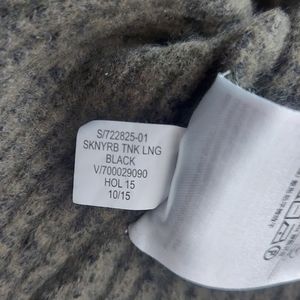 S/722825-01
SKNYRB TNK LNG
BLACK
V/700029090
HOL 15
10/15